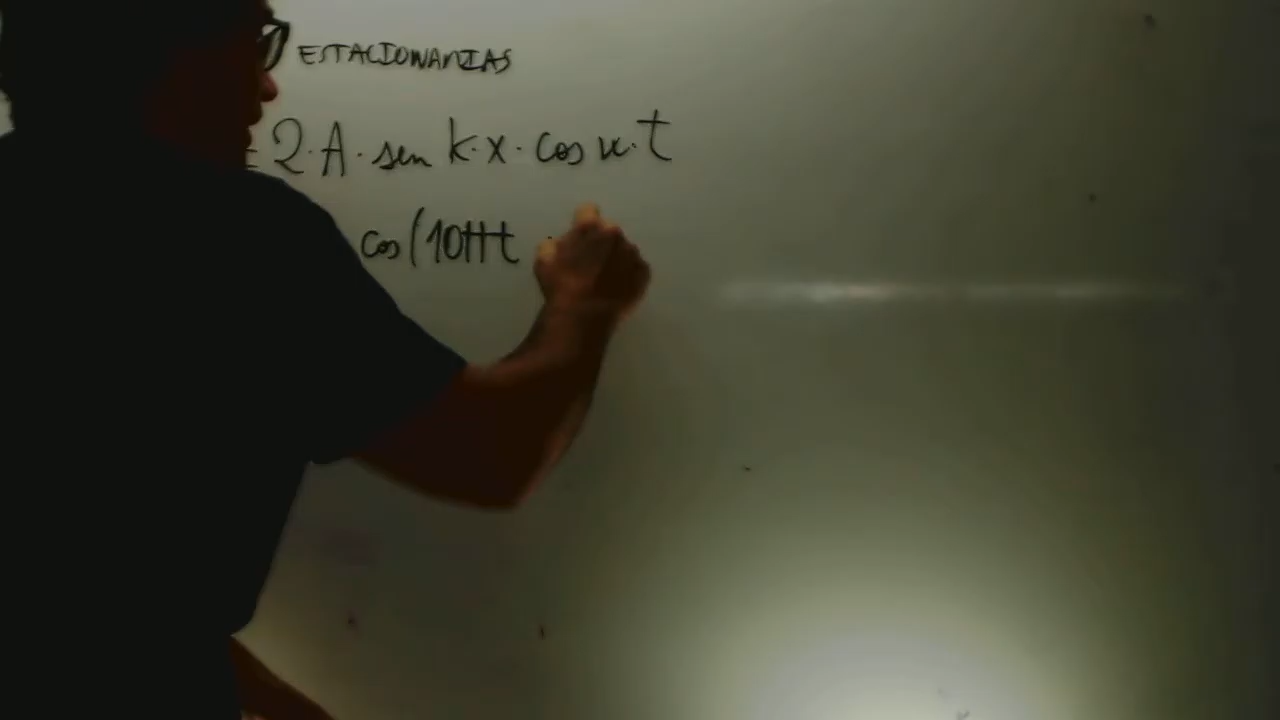 ESTACIONARIAS
= 2·A·sen k·x·cos w·t
cos(10πt